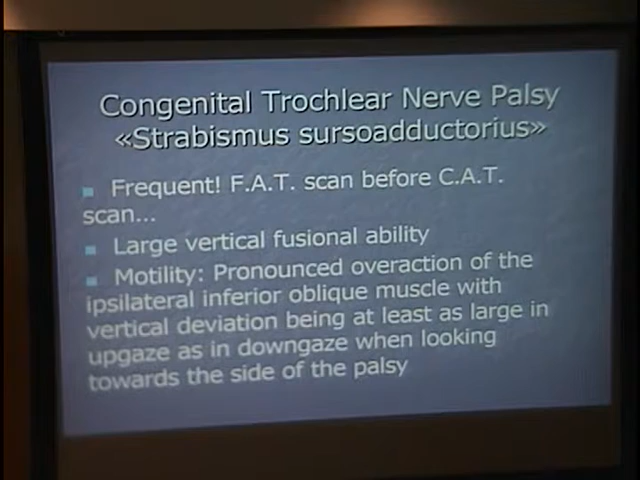 Congenital Trochlear Nerve Palsy
«Strabismus sursoadductorius»
Frequent! F.A.T. scan before C.A.T.
scan...
Large vertical fusional ability
Motility: Pronounced overaction of the
ipsilateral inferior oblique muscle with
vertical deviation being at least as large in
upgaze as in downgaze when looking
towards the side of the palsy